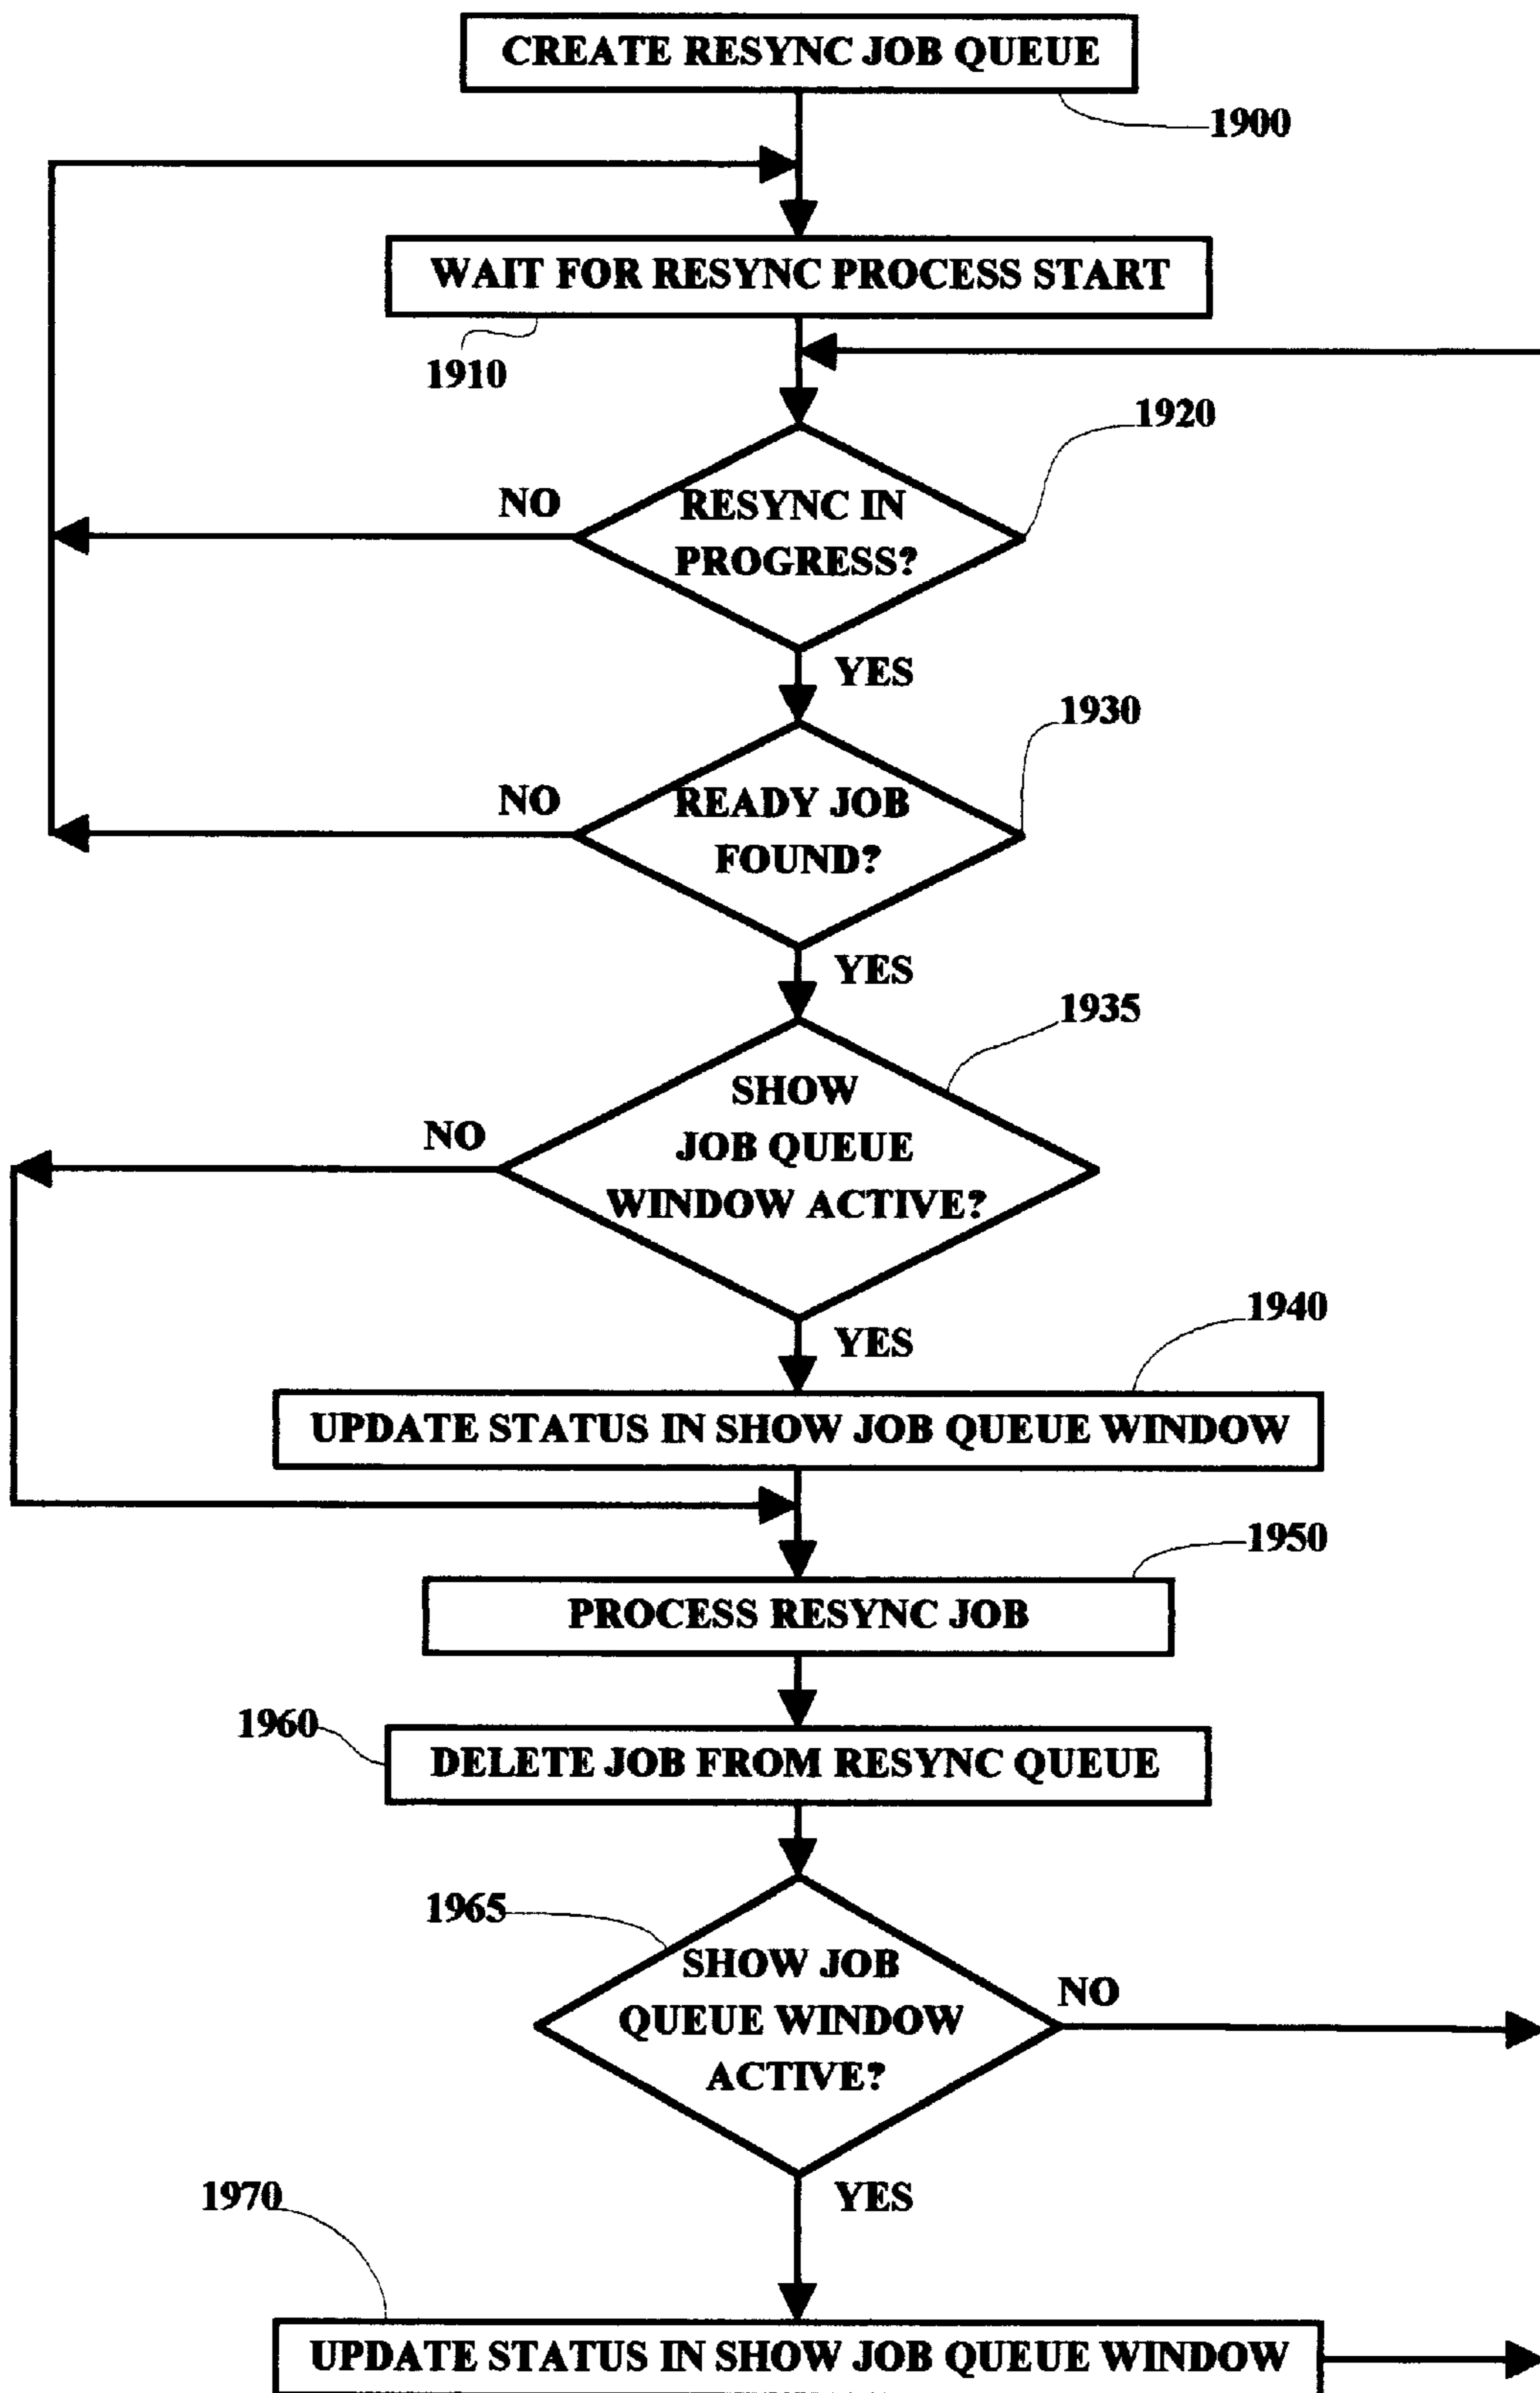 CREATE RESYNC JOB QUEUE
1900
WAIT FOR RESYNC PROCESS START
1910
1920
NO
RESYNC IN
PROGRESS?
YES
1930
NO
READY JOB
FOUND?
YES
1935
SHOW
NO
JOB QUEUE
WINDOW ACTIVE?
1940
YES
UPDATE STATUS IN SHOW JOB QUEUE WINDOW
1950
PROCESS RESYNC JOB
1960
DELETE JOB FROM RESYNC QUEUE
1965
SHOW JOB
NO
QUEUE WINDOW
ACTIVE?
1970
YES
UPDATE STATUS IN SHOW JOB QUEUE WINDOW